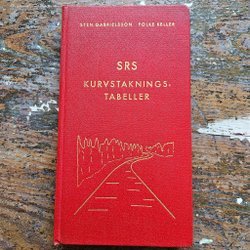 STEN GABRIELSSON FOLKE KELLER
SRS
KURVSTAKNINGS-
TABELLER